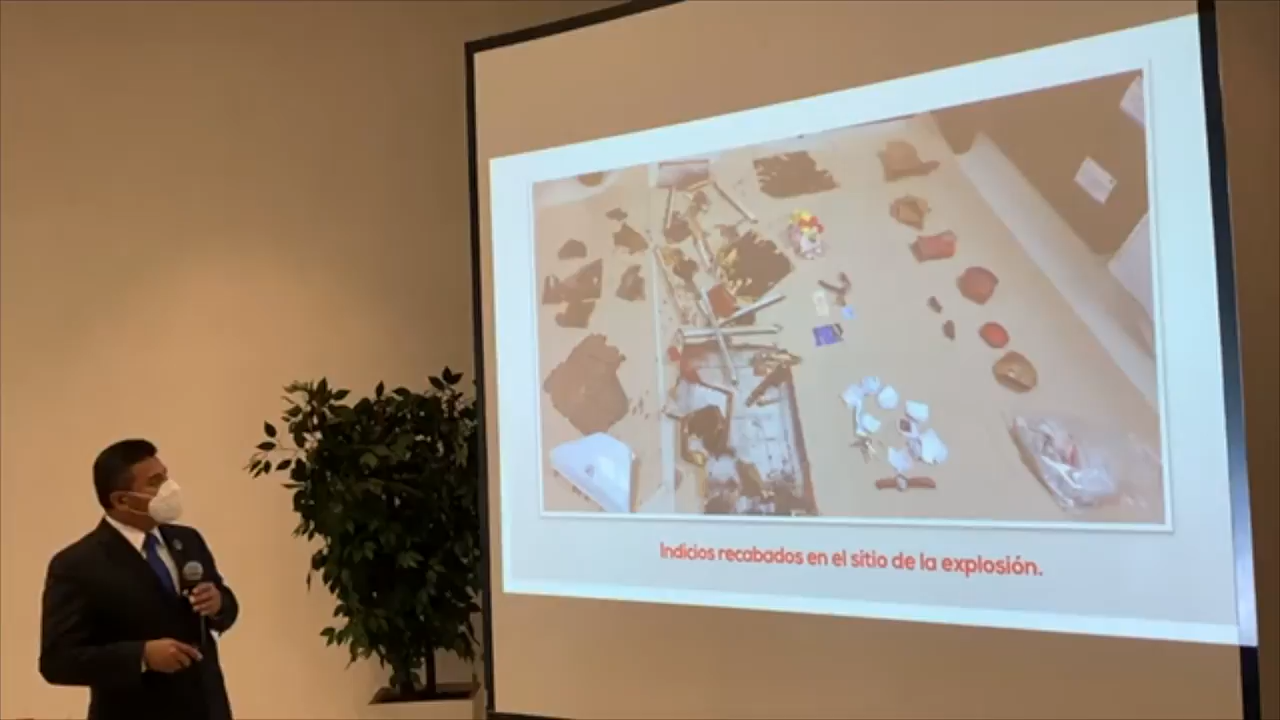 Indicios recabados en el sitio de la explosión.